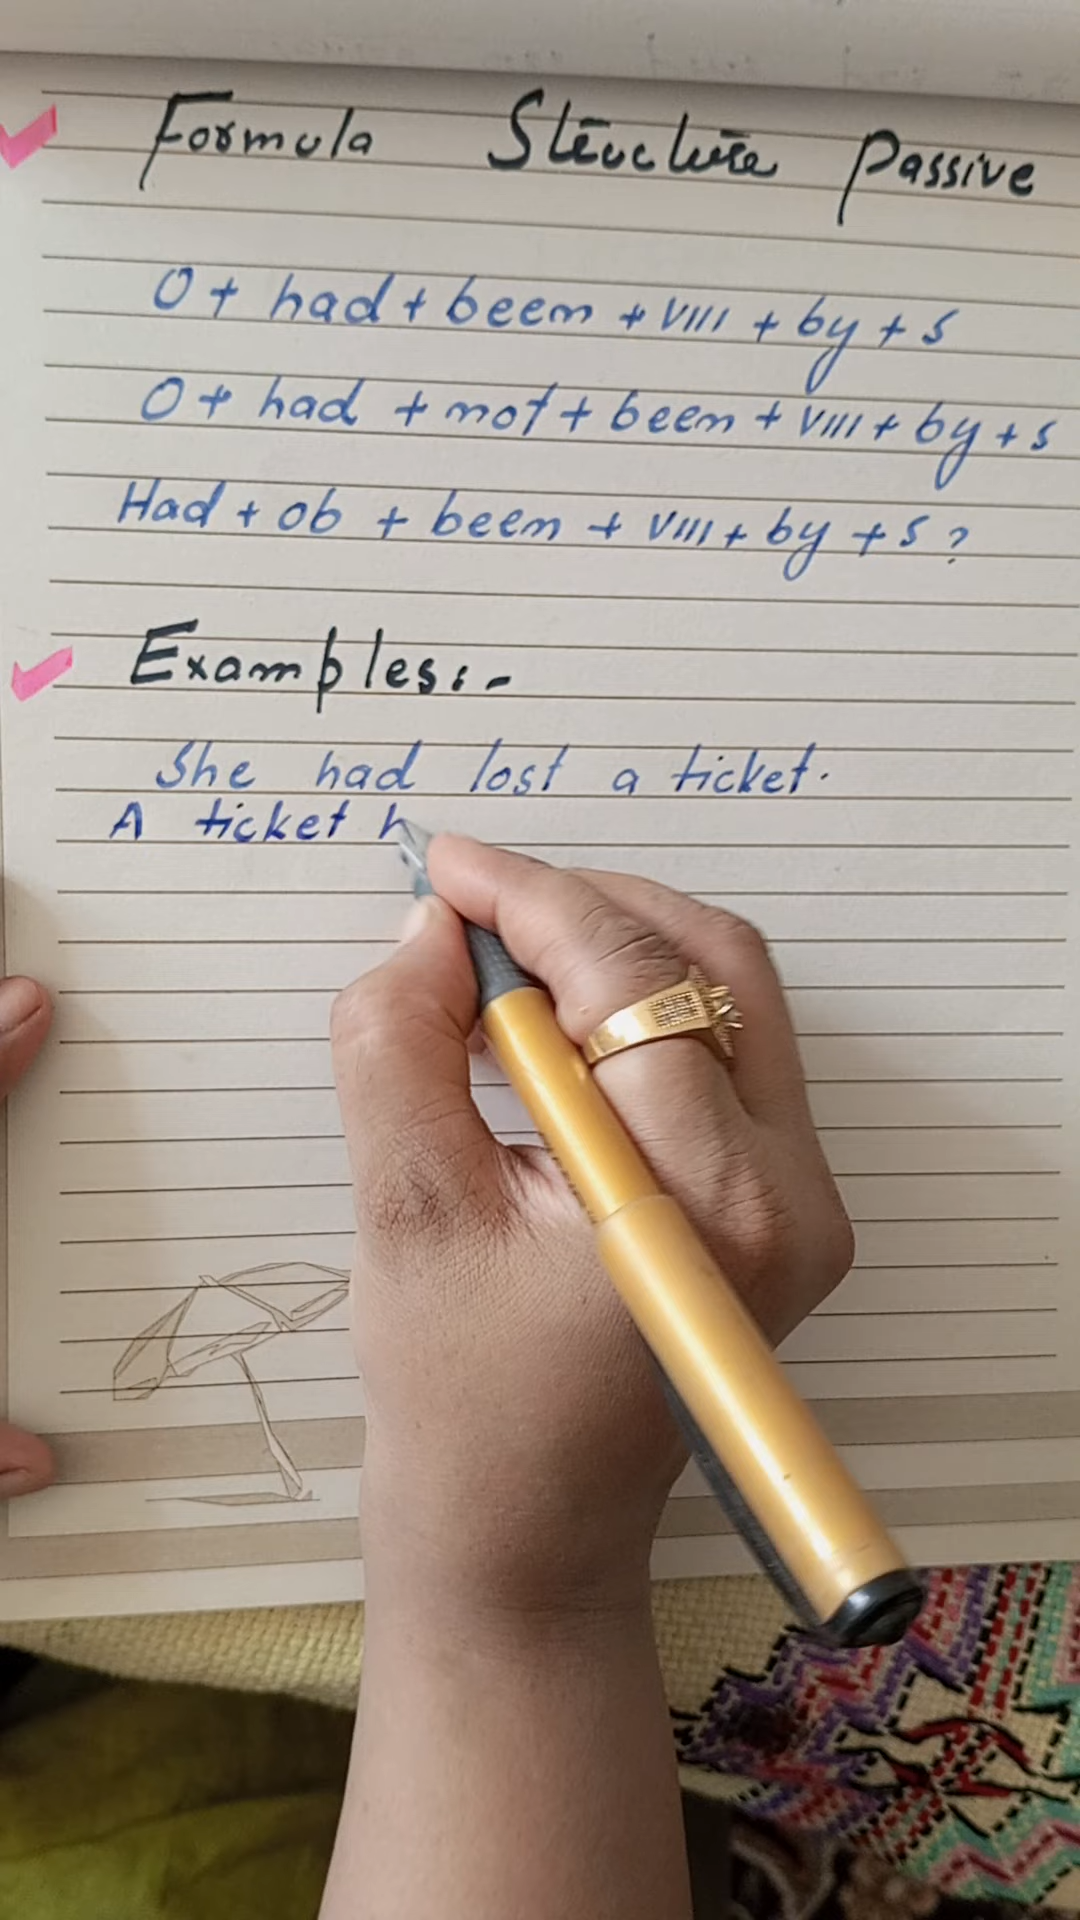 Formula Structure Passive
O + had + been + VIII + by + S
O + had + not + been + VIII + by + S
Had + ob + been + VIII + by + S ?
Examples:-
She had lost a ticket.
A ticket h